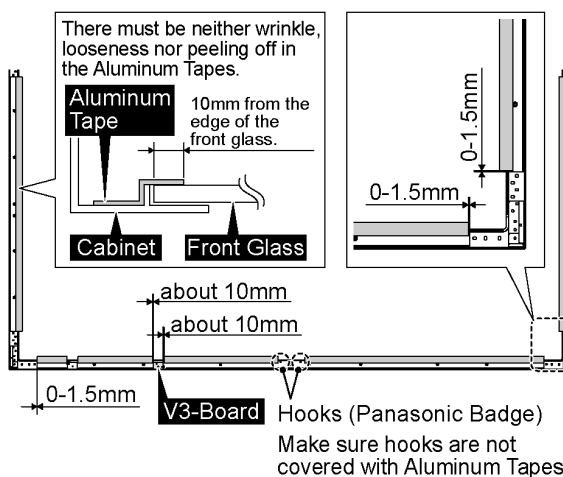 There must be neither wrinkle,
looseness nor peeling off in
the Aluminum Tapes.
Aluminum
Tape
10mm from the
edge of the
front glass.
Cabinet
Front Glass
0-1.5mm
0-1.5mm
about 10mm
about 10mm
0-1.5mm
V3-Board
Hooks (Panasonic Badge)
Make sure hooks are not
covered with Aluminum Tapes